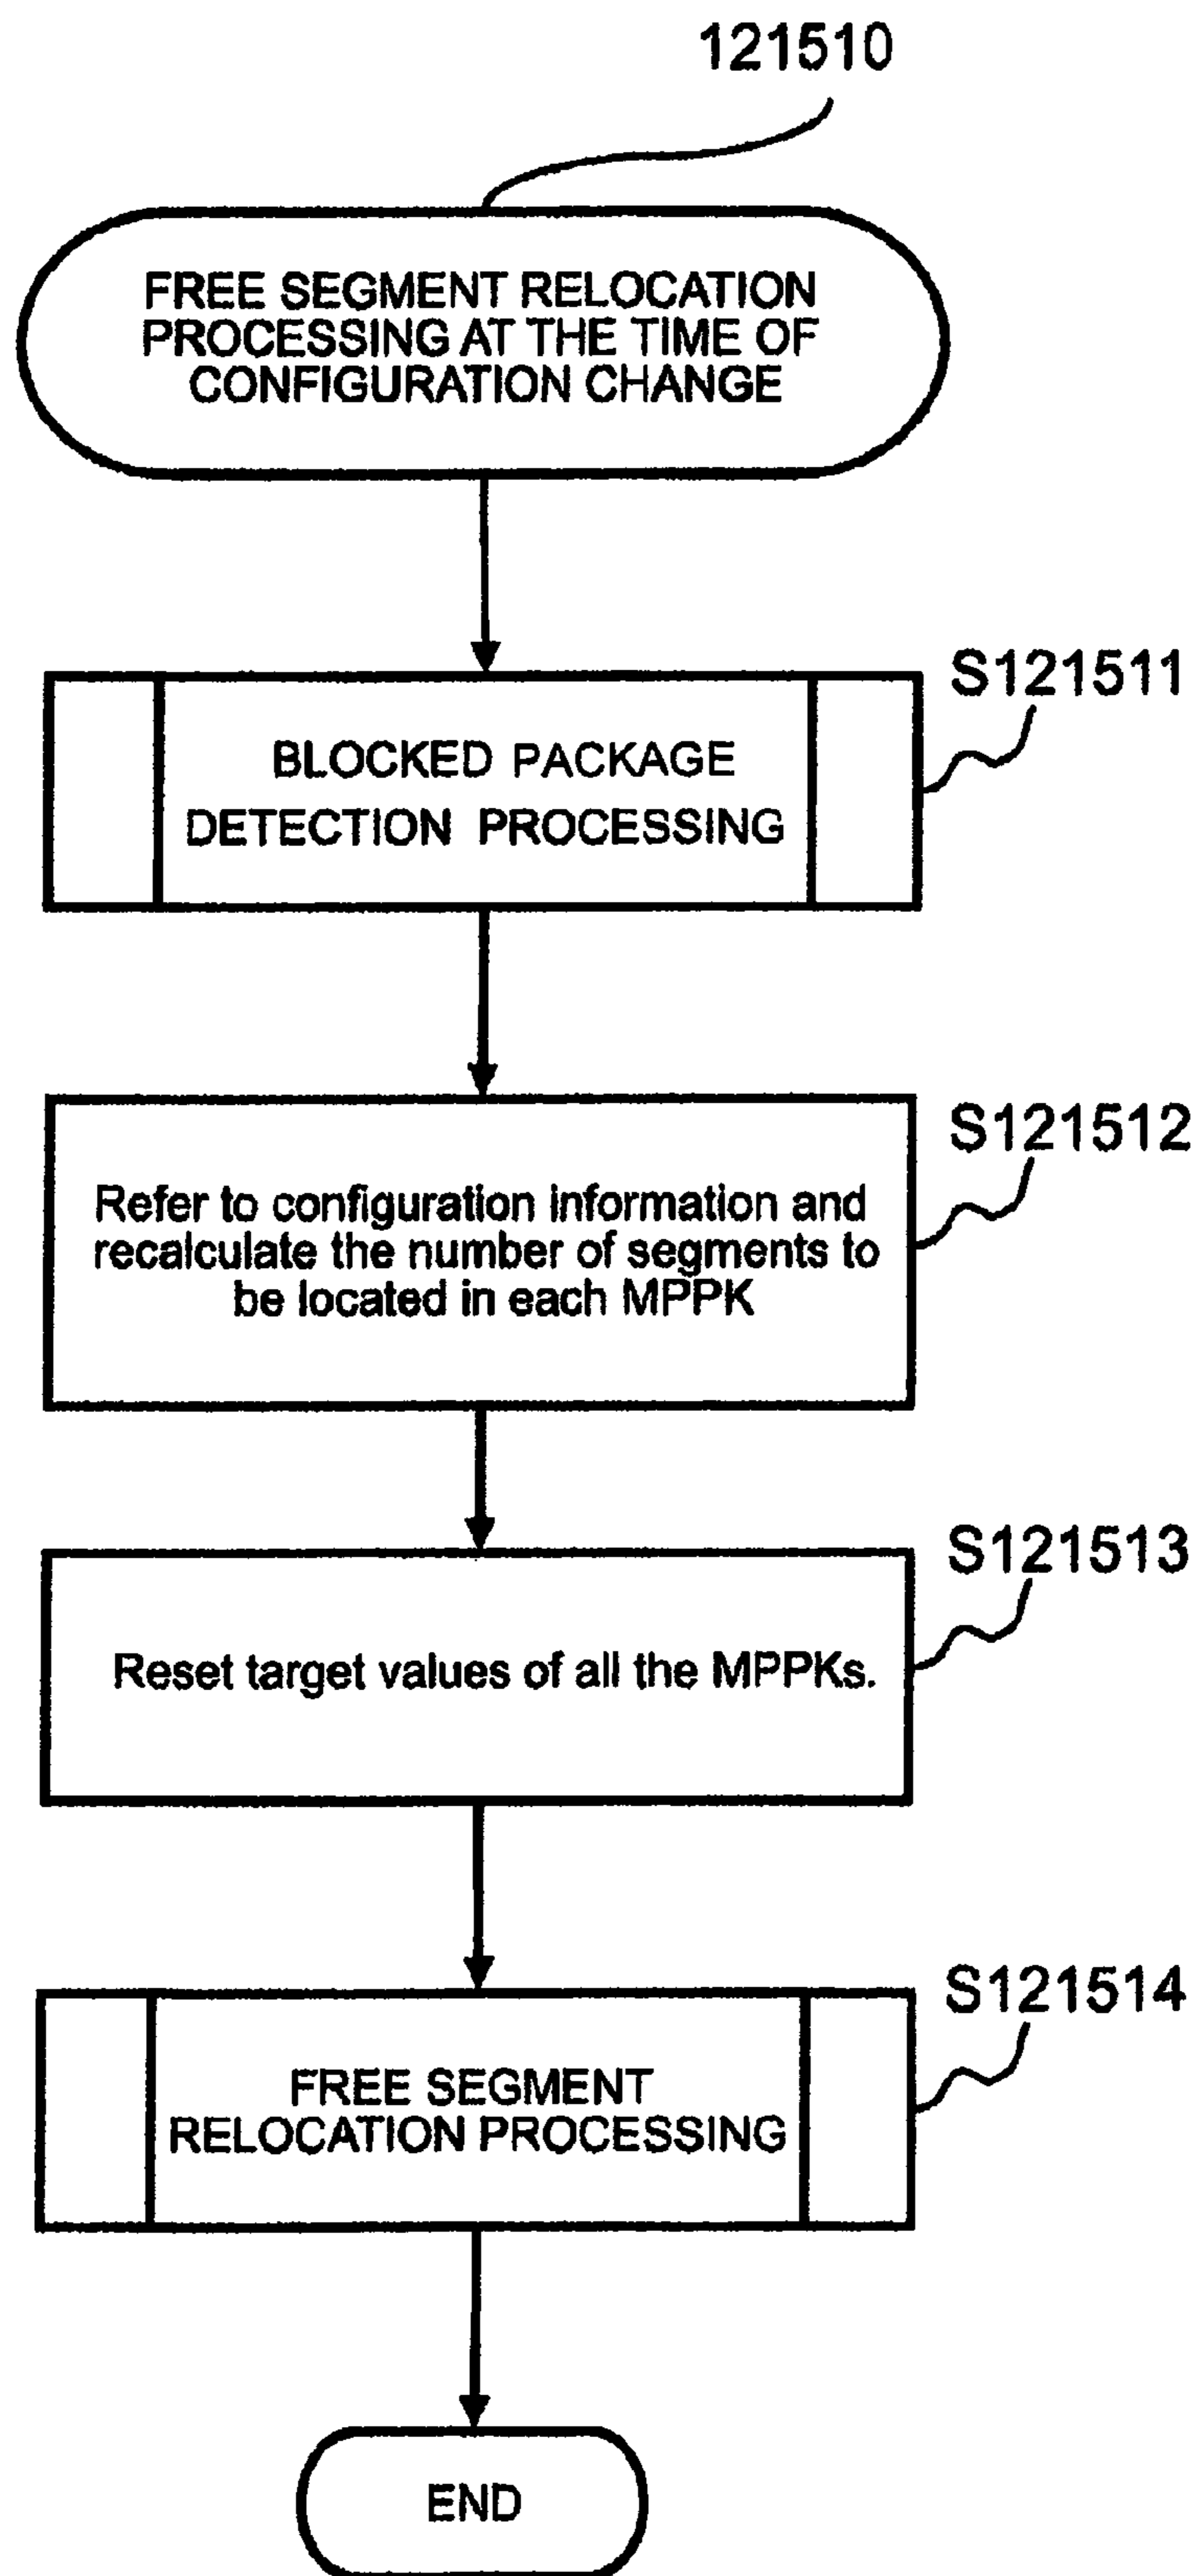 121510
FREE SEGMENT RELOCATION
PROCESSING AT THE TIME OF
CONFIGURATION CHANGE
S121511
BLOCKED PACKAGE
DETECTION PROCESSING
S121512
Refer to configuration information and
recalculate the number of segments to
be located in each MPPK
S121513
Reset target values of all the MPPKs.
S121514
FREE SEGMENT
RELOCATION PROCESSING
END